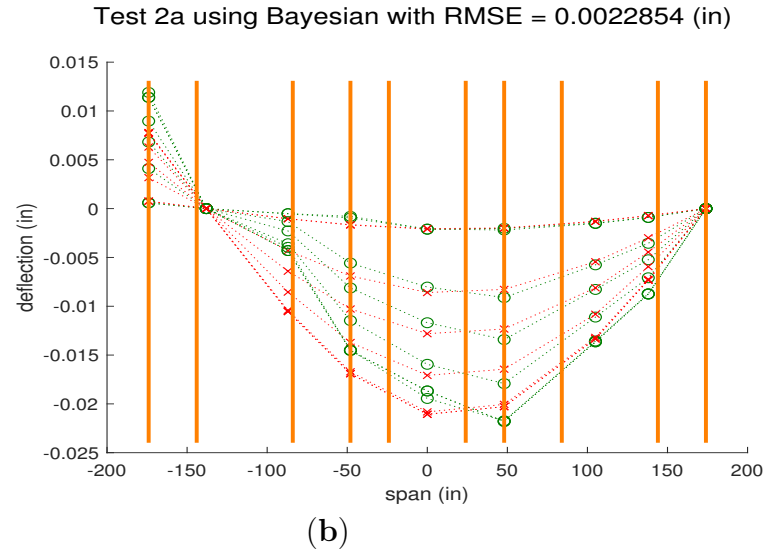 Test 2a using Bayesian with RMSE = 0.0022854 (in)
0.015
0.01
0.005
0
-0.005
-0.01
-0.015
-0.02
-0.025
deflection (in)
-200 -150 -100 -50 0 50 100 150 200
span (in)
(b)